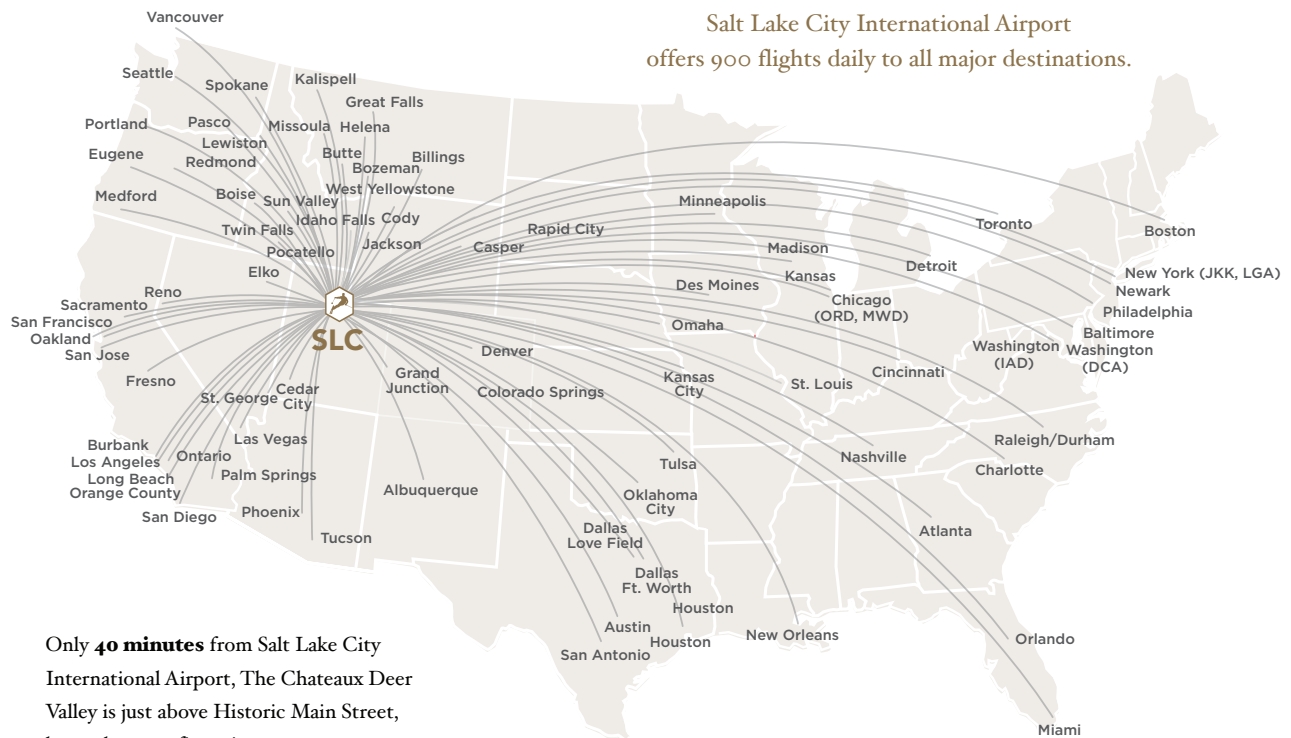 Salt Lake City International Airport
offers 900 flights daily to all major destinations.
Vancouver
Seattle
Spokane
Kalispell
Great Falls
Portland
Pasco
Missoula
Helena
Lewiston
Eugene
Redmond
Butte
Billings
Bozeman
Medford
Boise
Sun Valley
West Yellowstone
Idaho Falls
Cody
Twin Falls
Pocatello
Jackson
Elko
Reno
Sacramento
San Francisco
Oakland
San Jose
Fresno
SLC
Casper
Rapid City
Minneapolis
Madison
Kansas
Des Moines
Chicago
(ORD, MWD)
Detroit
Toronto
Boston
New York (JKK, LGA)
Newark
Philadelphia
Baltimore
Washington
(DCA)
Washington
(IAD)
Omaha
Denver
Grand
Junction
Colorado Springs
Kansas
City
St. Louis
Cincinnati
St. George
Cedar
City
Las Vegas
Burbank
Los Angeles
Ontario
Long Beach
Palm Springs
Orange County
San Diego
Phoenix
Tucson
Albuquerque
Tulsa
Oklahoma
City
Nashville
Raleigh/Durham
Charlotte
Atlanta
Dallas
Love Field
Dallas
Ft. Worth
Houston
Austin
Houston
San Antonio
New Orleans
Orlando
Miami
Only 40 minutes from Salt Lake City
International Airport, The Chateaux Deer
Valley is just above Historic Main Street,